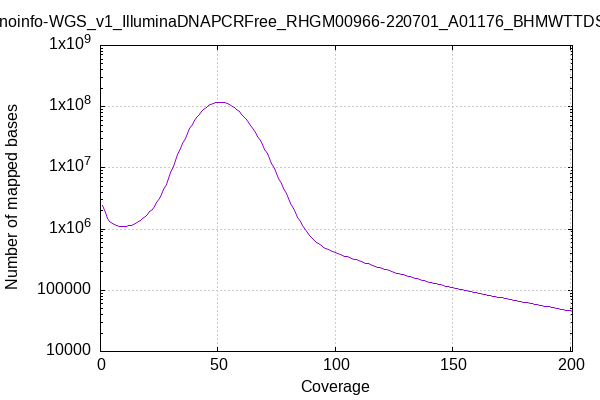 noinfo-WGS_v1_IlluminaDNAPCRFree_RHGM00966-220701_A01176_BHMWTTDS
1x10⁹
1x10⁸
1x10⁷
1x10⁶
100000
10000
Number of mapped bases
0 50 100 150 200
Coverage